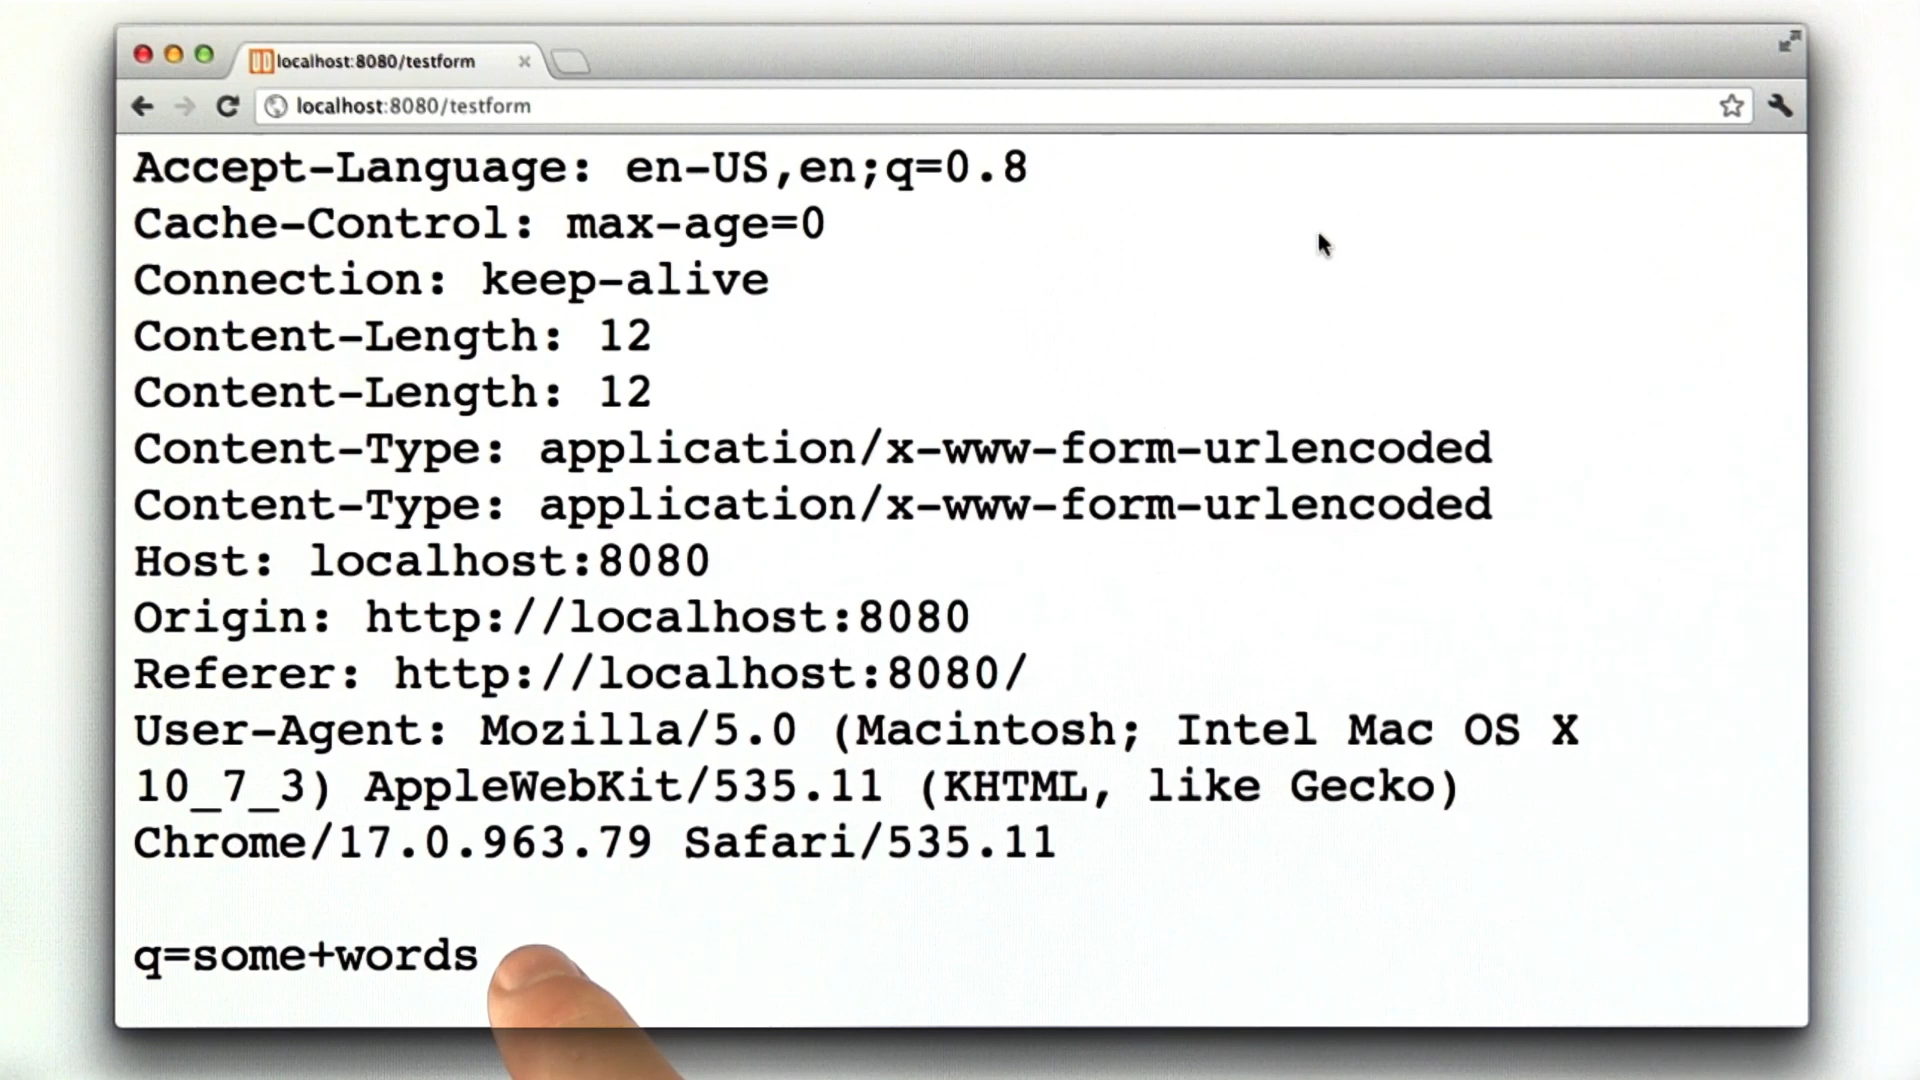 UD localhost:8080/testform
localhost:8080/testform
Accept-Language: en-US,en;q=0.8
Cache-Control: max-age=0
Connection: keep-alive
Content-Length: 12
Content-Length: 12
Content-Type: application/x-www-form-urlencoded
Content-Type: application/x-www-form-urlencoded
Host: localhost:8080
Origin: http://localhost:8080
Referer: http://localhost:8080/
User-Agent: Mozilla/5.0 (Macintosh; Intel Mac OS X
10_7_3) AppleWebKit/535.11 (KHTML, like Gecko)
Chrome/17.0.963.79 Safari/535.11
q=some+words